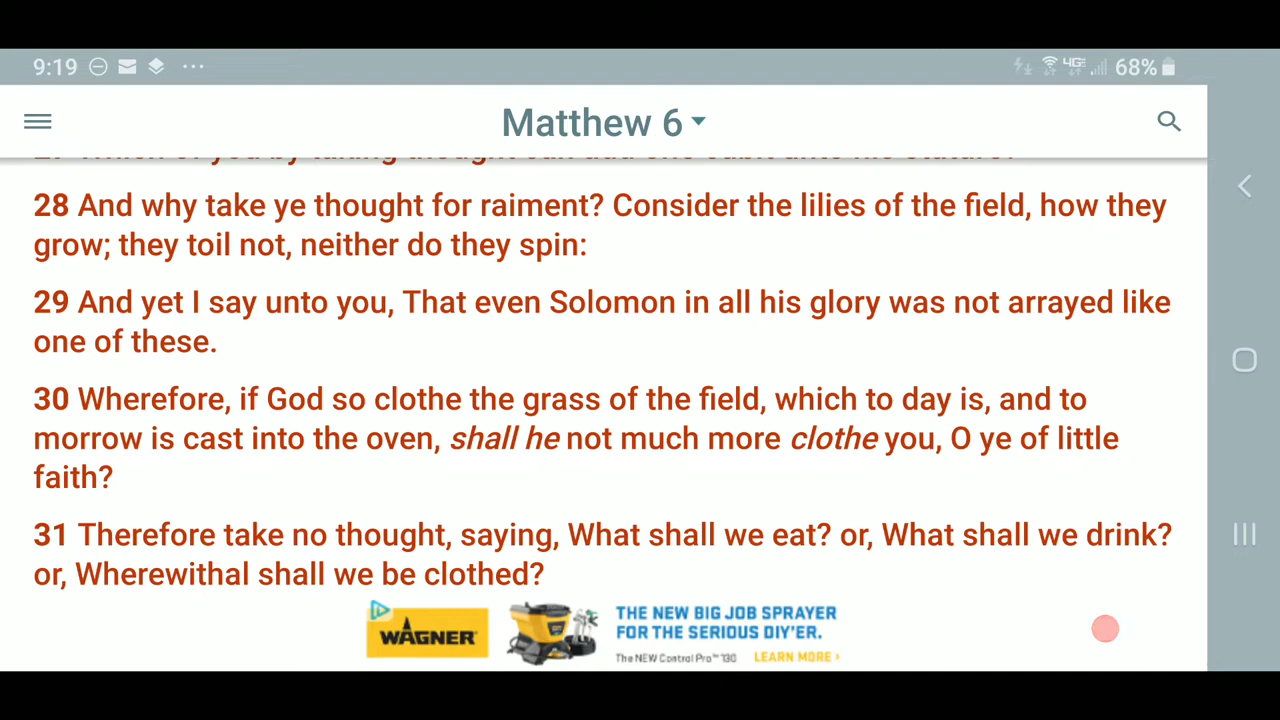 9:19 ... 4GE 68%
Matthew 6
28 And why take ye thought for raiment? Consider the lilies of the field, how they
grow; they toil not, neither do they spin:
29 And yet I say unto you, That even Solomon in all his glory was not arrayed like
one of these.
30 Wherefore, if God so clothe the grass of the field, which to day is, and to
morrow is cast into the oven, shall he not much more clothe you, O ye of little
faith?
31 Therefore take no thought, saying, What shall we eat? or, What shall we drink?
or, Wherewithal shall we be clothed?
WAGNER
THE NEW BIG JOB SPRAYER
FOR THE SERIOUS DIY'ER.
The NEW Control Pro™ 130 LEARN MORE ›